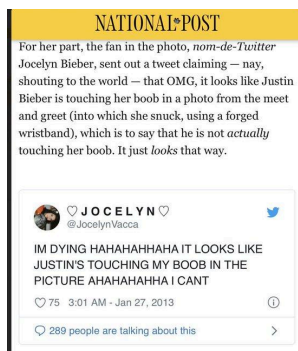 NATIONAL POST
For her part, the fan in the photo, nom-de-Twitter
Jocelyn Bieber, sent out a tweet claiming — nay,
shouting to the world — that OMG, it looks like Justin
Bieber is touching her boob in a photo from the meet
and greet (into which she snuck, using a forged
wristband), which is to say that he is not actually
touching her boob. It just looks that way.
♡ J O C E L Y N ♡
@JocelynVacca
IM DYING HAHAHAHHAHA IT LOOKS LIKE
JUSTIN'S TOUCHING MY BOOB IN THE
PICTURE AHAHAHAHHA I CANT
♡ 75 3:01 AM - Jan 27, 2013
289 people are talking about this